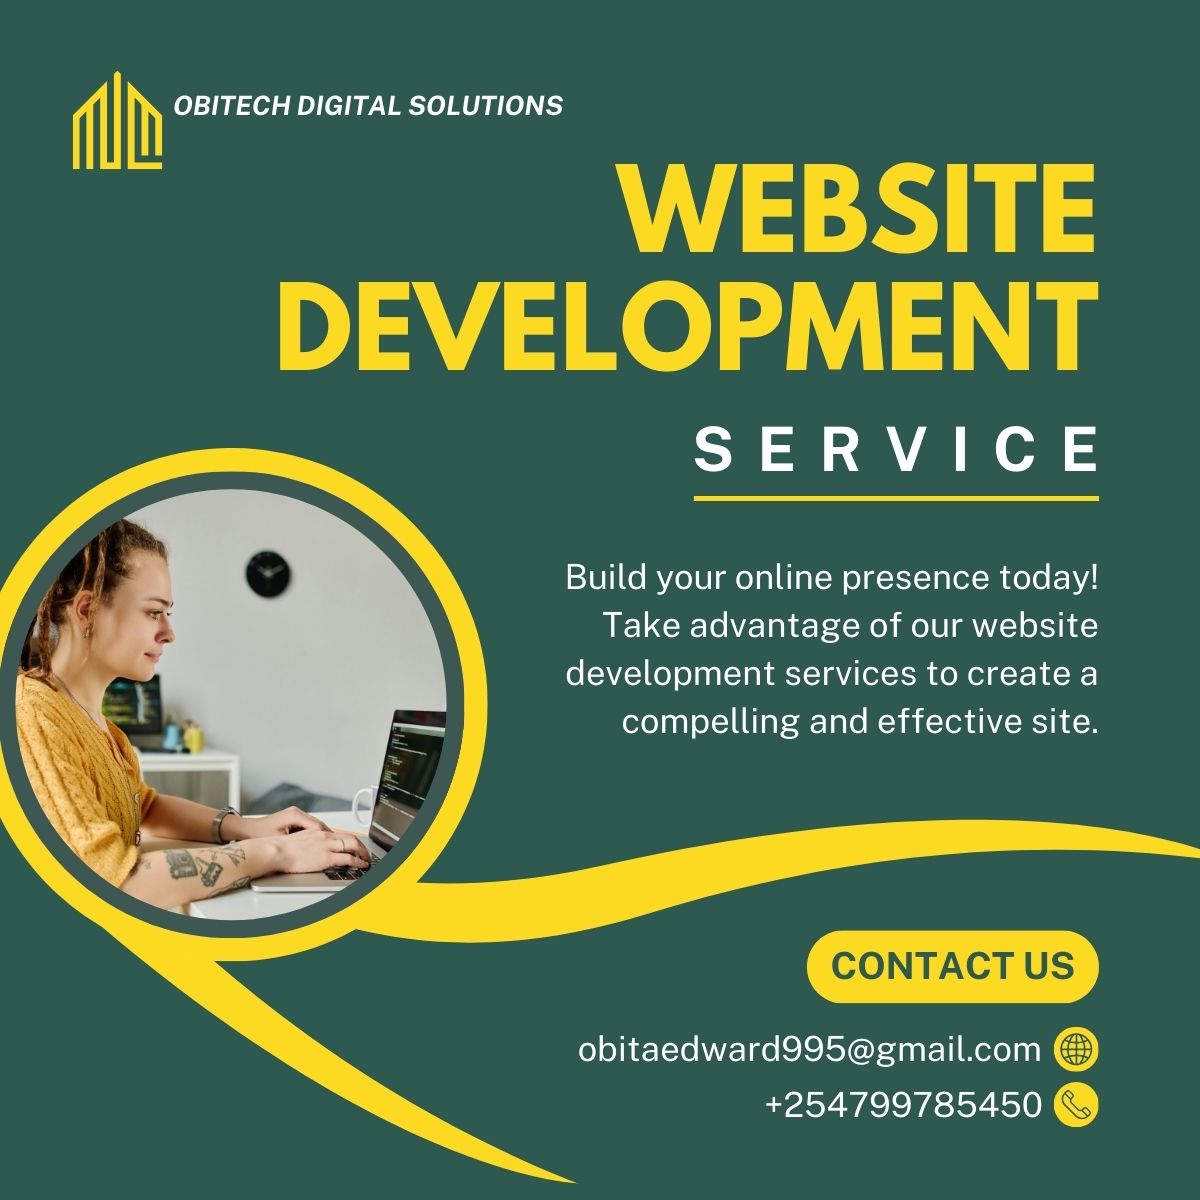 OBITECH DIGITAL SOLUTIONS
WEBSITE
DEVELOPMENT
SERVICE
Build your online presence today!
Take advantage of our website
development services to create a
compelling and effective site.
CONTACT US
obitaedward995@gmail.com
+254799785450